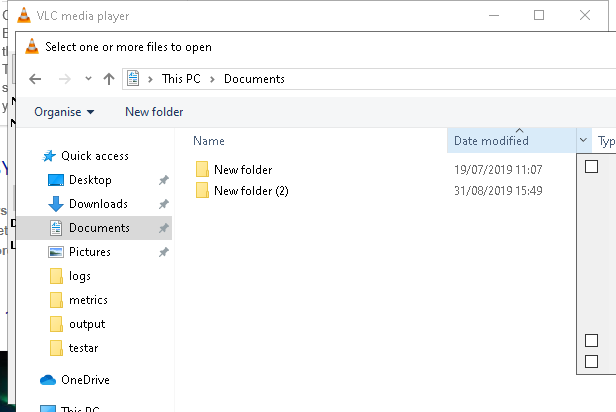 VLC media player
Select one or more files to open
This PC > Documents
Organise New folder
Name Date modified
Quick access
Desktop
Downloads
Documents
Pictures
logs
metrics
output
testar
OneDrive
This PC
New folder 19/07/2019 11:07
New folder (2) 31/08/2019 15:49